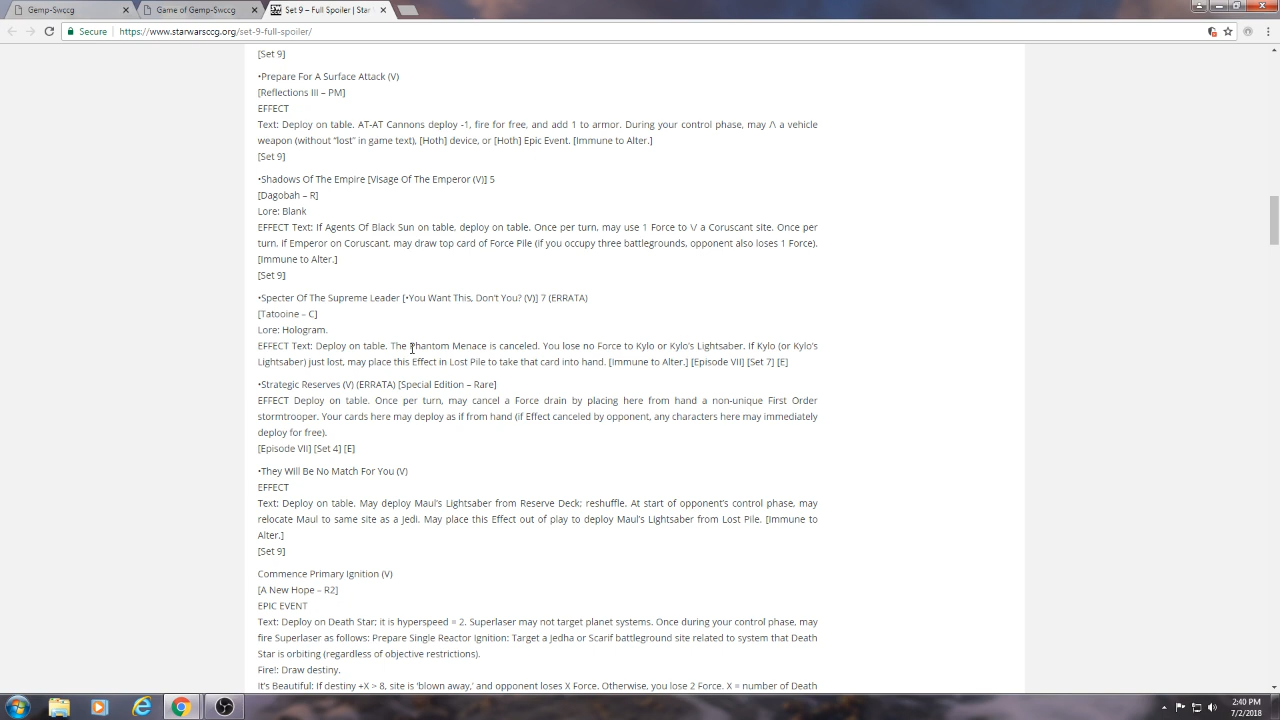 Gemp-Swccg
Game of Gemp-Swccg
Set 9 – Full Spoiler | Star
Secure
https://www.starwarsccg.org/set-9-full-spoiler/
[Set 9]
•Prepare For A Surface Attack (V)
[Reflections III – PM]
EFFECT
Text: Deploy on table. AT-AT Cannons deploy -1, fire for free, and add 1 to armor. During your control phase, may /\ a vehicle
weapon (without “lost” in game text), [Hoth] device, or [Hoth] Epic Event. [Immune to Alter.]
[Set 9]
•Shadows Of The Empire [Visage Of The Emperor (V)] 5
[Dagobah – R]
Lore: Blank
EFFECT Text: If Agents Of Black Sun on table, deploy on table. Once per turn, may use 1 Force to \/ a Coruscant site. Once per
turn, if Emperor on Coruscant, may draw top card of Force Pile (if you occupy three battlegrounds, opponent also loses 1 Force).
[Immune to Alter.]
[Set 9]
•Specter Of The Supreme Leader [•You Want This, Don’t You? (V)] 7 (ERRATA)
[Tatooine – C]
Lore: Hologram.
EFFECT Text: Deploy on table. The Phantom Menace is canceled. You lose no Force to Kylo or Kylo’s Lightsaber. If Kylo (or Kylo’s
Lightsaber) just lost, may place this Effect in Lost Pile to take that card into hand. [Immune to Alter.] [Episode VII] [Set 7] [E]
•Strategic Reserves (V) (ERRATA) [Special Edition – Rare]
EFFECT Deploy on table. Once per turn, may cancel a Force drain by placing here from hand a non-unique First Order
stormtrooper. Your cards here may deploy as if from hand (if Effect canceled by opponent, any characters here may immediately
deploy for free).
[Episode VII] [Set 4] [E]
•They Will Be No Match For You (V)
EFFECT
Text: Deploy on table. May deploy Maul’s Lightsaber from Reserve Deck; reshuffle. At start of opponent’s control phase, may
relocate Maul to same site as a Jedi. May place this Effect out of play to deploy Maul’s Lightsaber from Lost Pile. [Immune to
Alter.]
[Set 9]
Commence Primary Ignition (V)
[A New Hope – R2]
EPIC EVENT
Text: Deploy on Death Star; it is hyperspeed = 2. Superlaser may not target planet systems. Once during your control phase, may
fire Superlaser as follows: Prepare Single Reactor Ignition: Target a Jedha or Scarif battleground site related to system that Death
Star is orbiting (regardless of objective restrictions).
Fire!: Draw destiny.
It’s Beautiful: If destiny +X > 8, site is ‘blown away,’ and opponent loses X Force. Otherwise, you lose 2 Force. X = number of Death
2:40 PM
7/2/2018